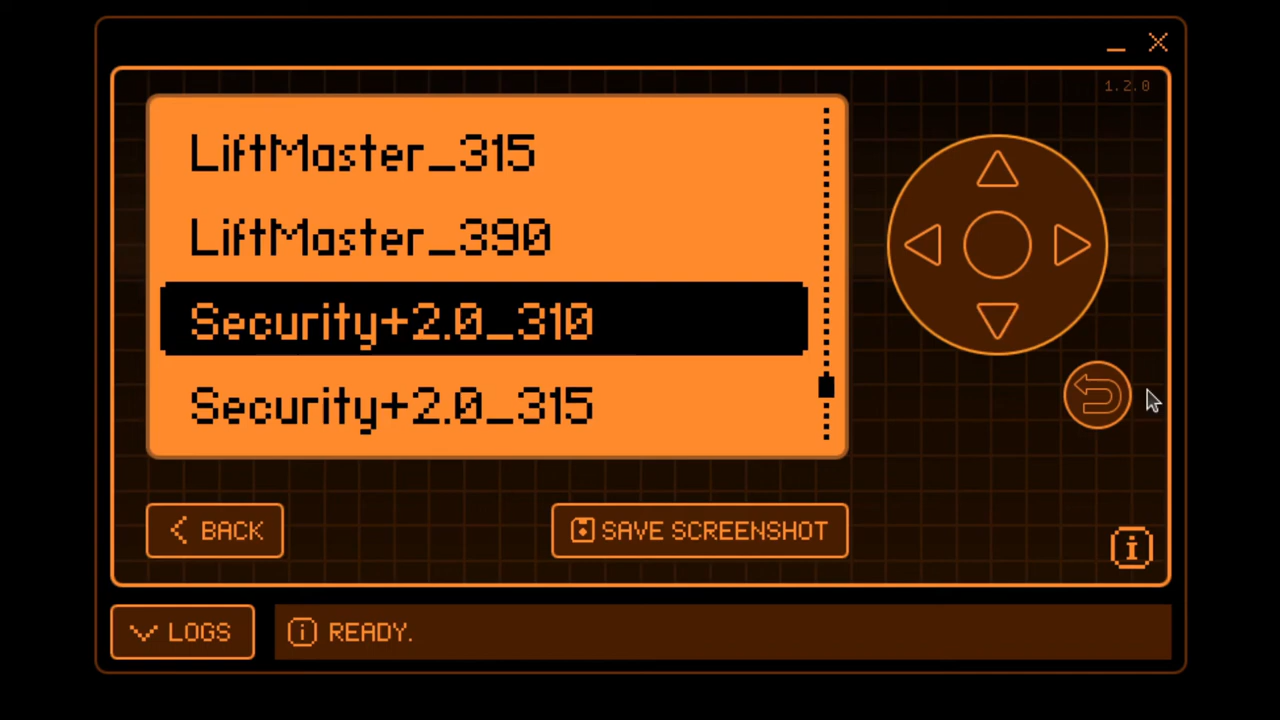 1.2.0
LiftMaster_315
LiftMaster_390
Security+2.0_310
Security+2.0_315
BACK
SAVE SCREENSHOT
LOGS
READY.